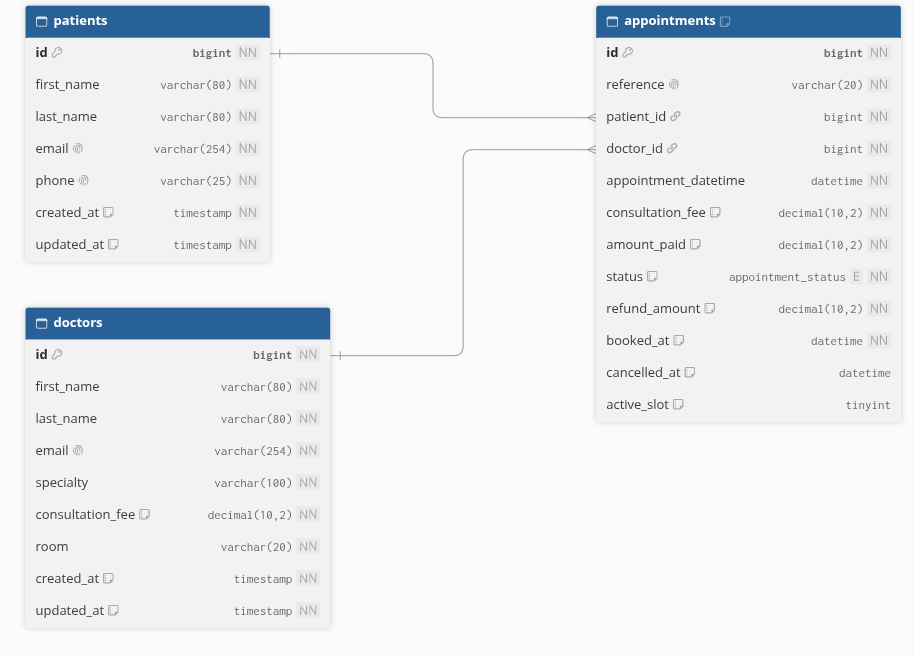 patients
id bigint NN
first_name varchar(80) NN
last_name varchar(80) NN
email varchar(254) NN
phone varchar(25) NN
created_at timestamp NN
updated_at timestamp NN
doctors
id bigint NN
first_name varchar(80) NN
last_name varchar(80) NN
email varchar(254) NN
specialty varchar(100) NN
consultation_fee decimal(10,2) NN
room varchar(20) NN
created_at timestamp NN
updated_at timestamp NN
appointments
id bigint NN
reference varchar(20) NN
patient_id bigint NN
doctor_id bigint NN
appointment_datetime datetime NN
consultation_fee decimal(10,2) NN
amount_paid decimal(10,2) NN
status appointment_status E NN
refund_amount decimal(10,2) NN
booked_at datetime NN
cancelled_at datetime
active_slot tinyint